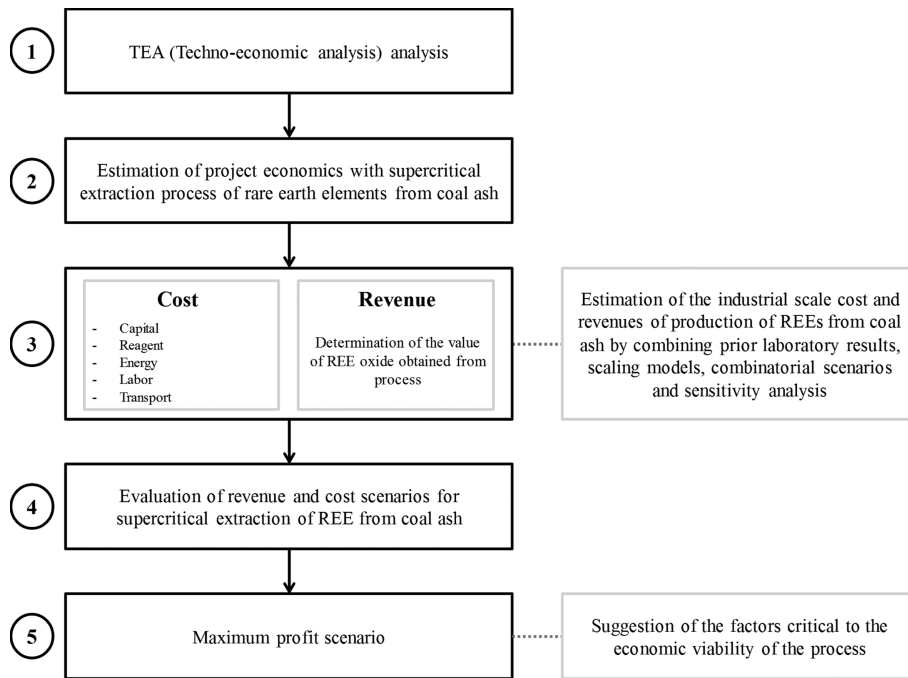 1
TEA (Techno-economic analysis) analysis
2
Estimation of project economics with supercritical
extraction process of rare earth elements from coal ash
3
Cost
- Capital
- Reagent
- Energy
- Labor
- Transport
Revenue
Determination of the value
of REE oxide obtained from
process
Estimation of the industrial scale cost and
revenues of production of REEs from coal
ash by combining prior laboratory results,
scaling models, combinatorial scenarios
and sensitivity analysis
4
Evaluation of revenue and cost scenarios for
supercritical extraction of REE from coal ash
5
Maximum profit scenario
Suggestion of the factors critical to the
economic viability of the process